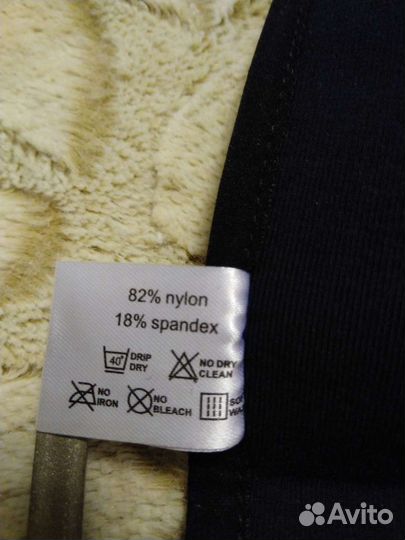 82% nylon
18% spandex
40° DRIP DRY
NO DRY CLEAN
NO IRON
NO BLEACH
Avito